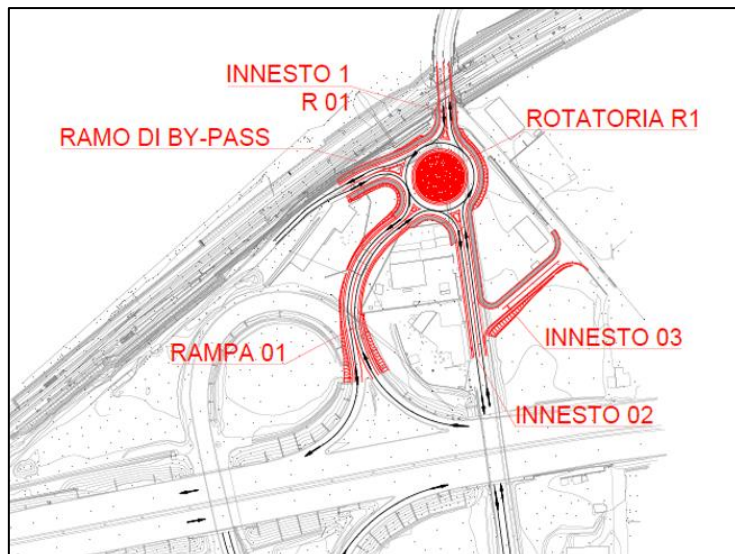 INNESTO 1
R 01
ROTATORIA R1
RAMO DI BY-PASS
RAMPA 01
INNESTO 03
INNESTO 02